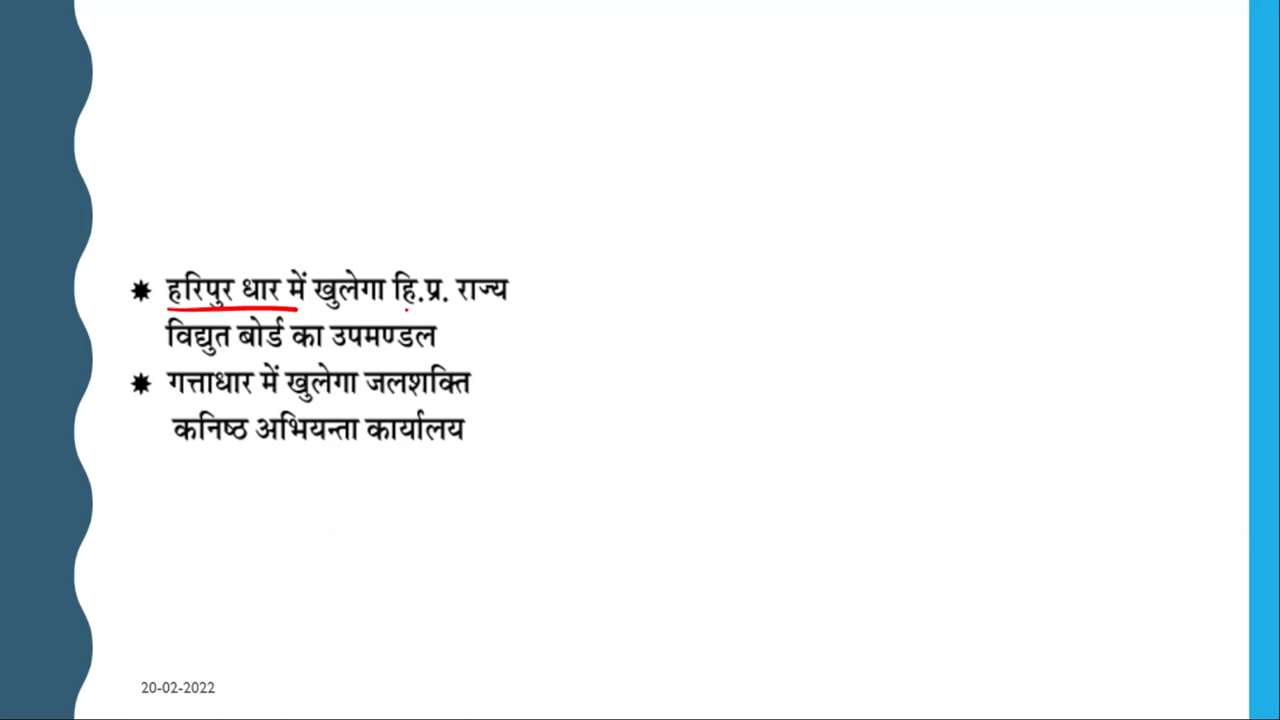 ✷ हरिपुर धार में खुलेगा हि.प्र. राज्य
विद्युत बोर्ड का उपमण्डल
✷ गत्ताधार में खुलेगा जलशक्ति
कनिष्ठ अभियन्ता कार्यालय
20-02-2022